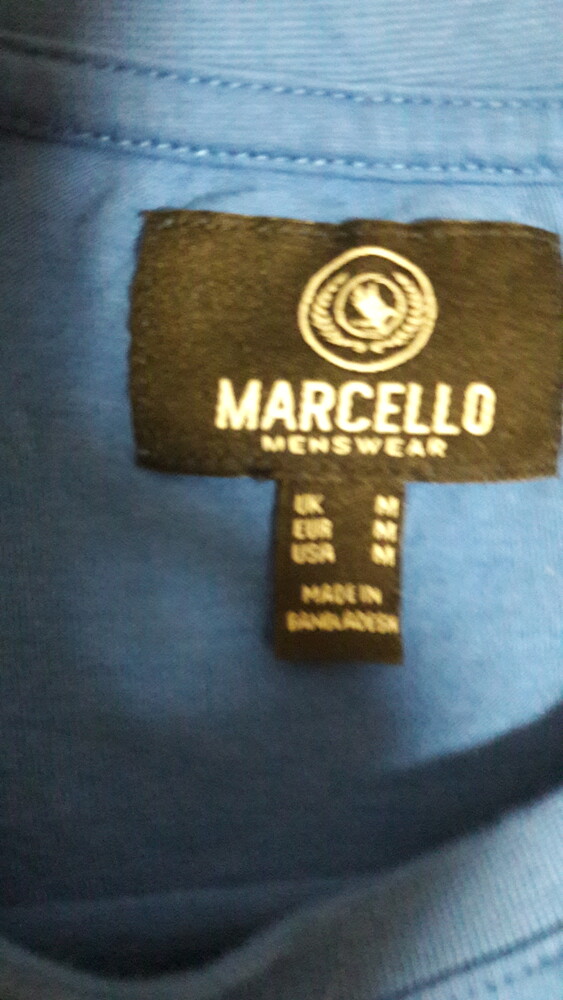 MARCELLO
MENSWEAR
UK M
EUR M
USA M
MADE IN
BANGLADESH